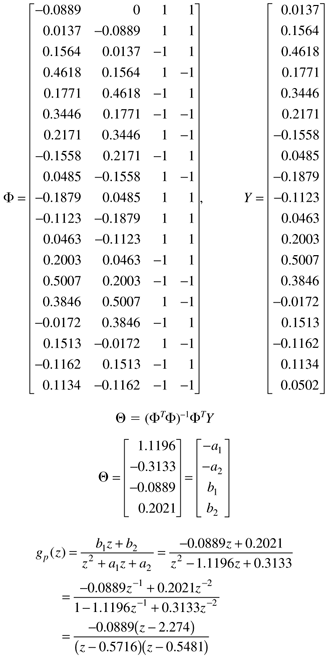 Φ = [ −0.0889 0 1 1 Y = [ 0.0137
0.0137 −0.0889 1 1 0.1564
0.1564 0.0137 −1 1 0.4618
0.4618 0.1564 1 −1 0.1771
0.1771 0.4618 −1 1 0.3446
0.3446 0.1771 −1 −1 0.2171
0.2171 0.3446 1 −1 −0.1558
−0.1558 0.2171 −1 1 0.0485
0.0485 −0.1558 1 −1 −0.1879
−0.1879 0.0485 1 1 −0.1123
−0.1123 −0.1879 1 1 0.0463
0.0463 −0.1123 1 1 0.2003
0.2003 0.0463 −1 1 0.5007
0.5007 0.2003 −1 −1 0.3846
0.3846 0.5007 1 −1 −0.0172
−0.0172 0.3846 −1 1 0.1513
0.1513 −0.0172 1 −1 −0.1162
−0.1162 0.1513 −1 1 0.1134
0.1134 −0.1162 −1 −1 ], 0.0502 ]
Θ = (Φ^T Φ)^{−1} Φ^T Y
Θ = [ 1.1196 = [ −a_1
−0.3133 −a_2
−0.0889 b_1
0.2021 ] b_2 ]
g_p(z) = (b_1 z + b_2)/(z^2 + a_1 z + a_2) = (−0.0889z + 0.2021)/(z^2 − 1.1196z + 0.3133)
= (−0.0889z^{−1} + 0.2021z^{−2})/(1 − 1.1196z^{−1} + 0.3133z^{−2})
= −0.0889(z − 2.274)/((z − 0.5716)(z − 0.5481))